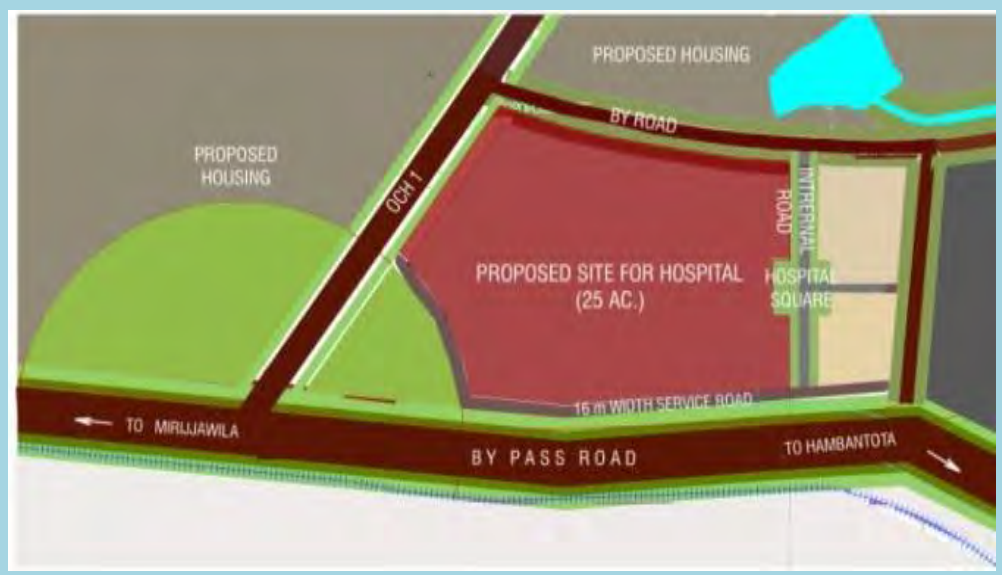 PROPOSED HOUSING
BY ROAD
PROPOSED
HOUSING
OCH 1
INTRERNAL
ROAD
PROPOSED SITE FOR HOSPITAL
(25 AC.)
HOSPITAL
SQUARE
16 m WIDTH SERVICE ROAD
TO MIRIJJAWILA
BY PASS ROAD
TO HAMBANTOTA